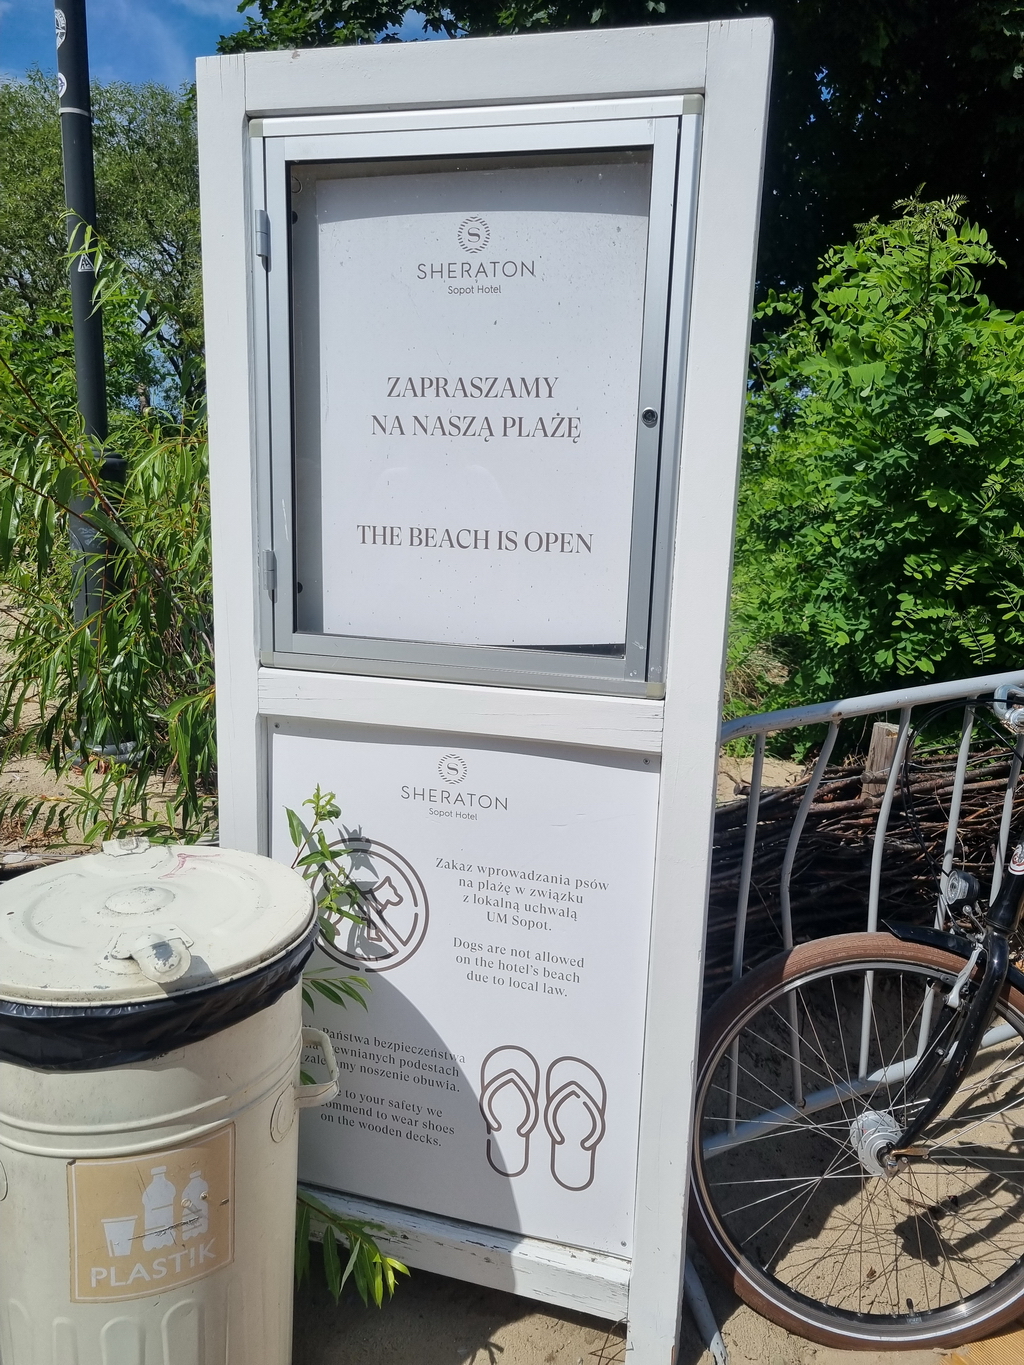 S
SHERATON
Sopot Hotel
ZAPRASZAMY
NA NASZĄ PLAŻĘ
THE BEACH IS OPEN
S
SHERATON
Sopot Hotel
Zakaz wprowadzania psów
na plażę w związku
z lokalną uchwałą
UM Sopot.
Dogs are not allowed
on the hotel's beach
due to local law.
Państwa bezpieczeństwa
podestach
noszenie obuwia.
to your safety we
to wear shoes
on the wooden decks.
PLASTIK